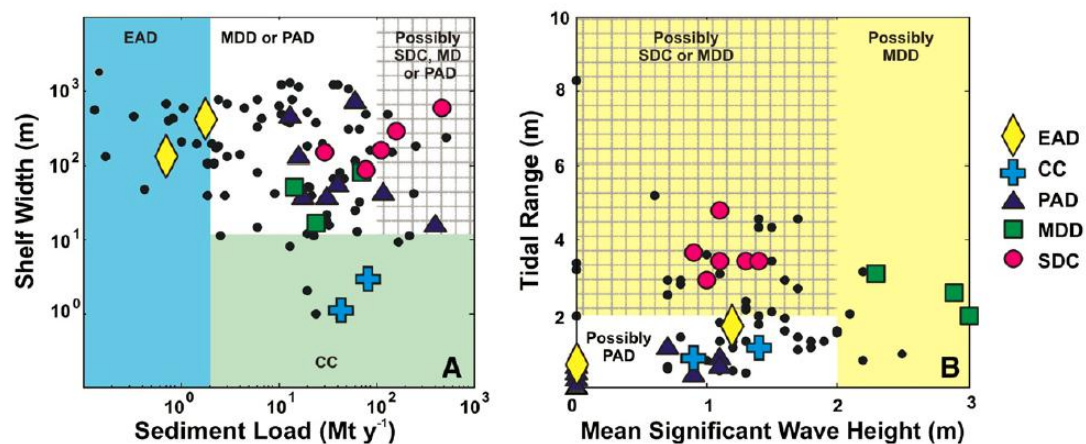 EAD
MDD or PAD
Possibly
SDC, MD
or PAD
10³
10²
10¹
10⁰
Shelf Width (m)
CC
A
10⁰
10¹
10²
10³
Sediment Load (Mt y⁻¹)
10
8
6
4
2
0
Tidal Range (m)
Possibly
SDC or MDD
Possibly
MDD
Possibly
PAD
B
0
1
2
3
Mean Significant Wave Height (m)
EAD
CC
PAD
MDD
SDC